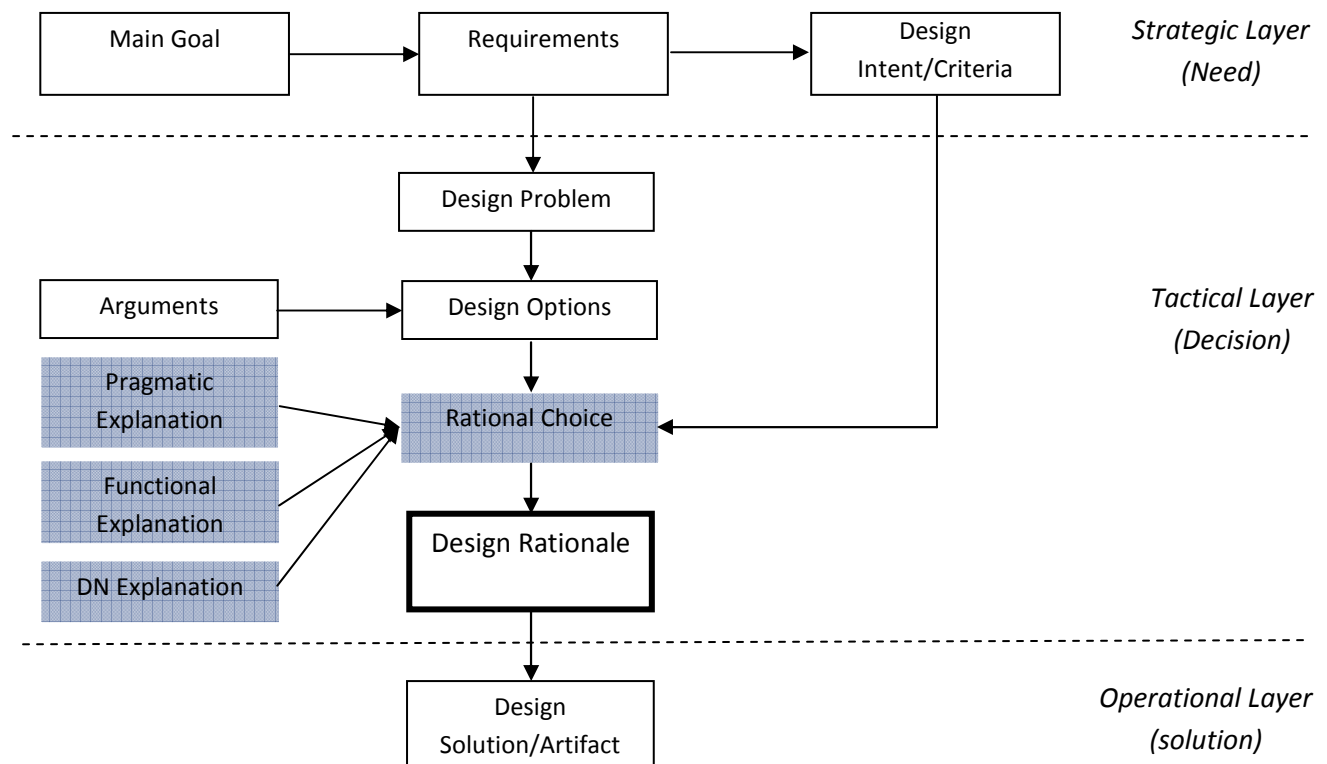 Main Goal
Requirements
Design
Intent/Criteria
Strategic Layer
(Need)
Design Problem
Arguments
Design Options
Tactical Layer
(Decision)
Pragmatic
Explanation
Rational Choice
Functional
Explanation
Design Rationale
DN Explanation
Design
Solution/Artifact
Operational Layer
(solution)